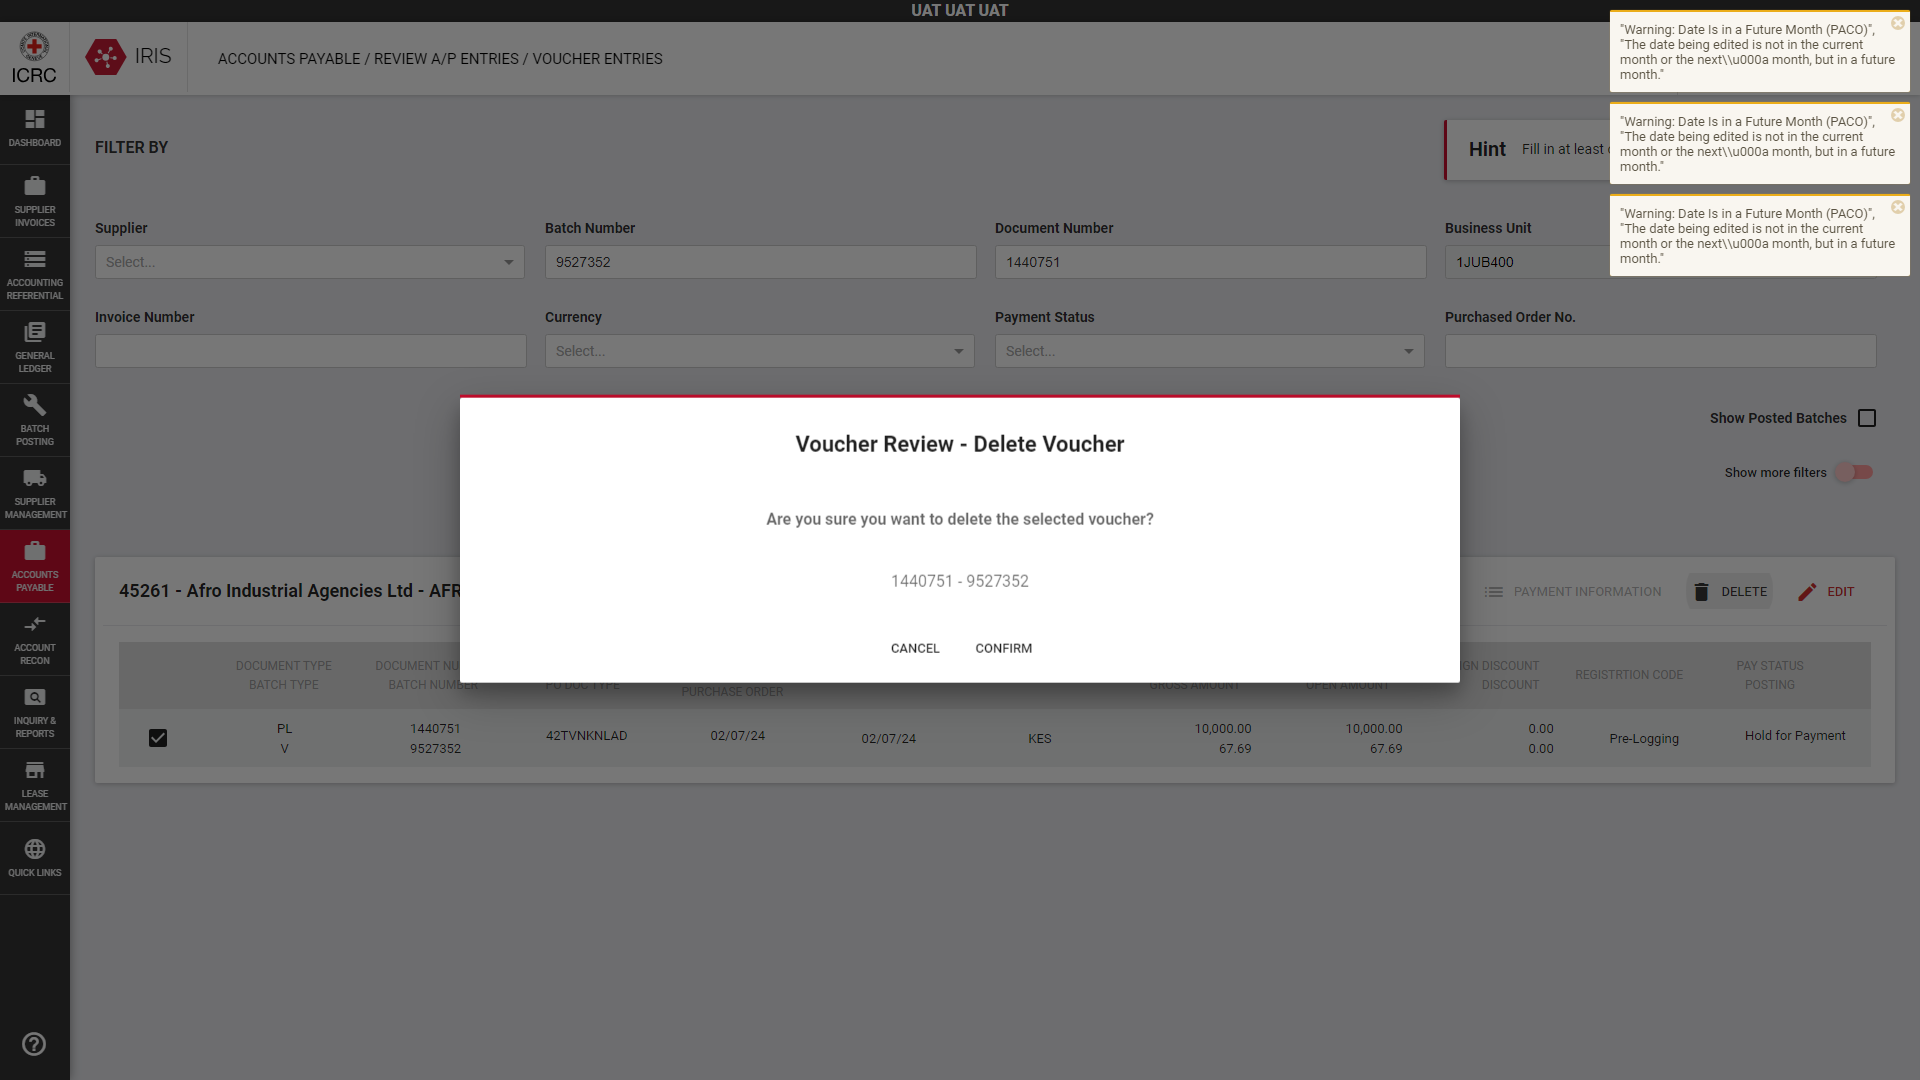 UAT UAT UAT
ICRC
IRIS
ACCOUNTS PAYABLE / REVIEW A/P ENTRIES / VOUCHER ENTRIES
"Warning: Date Is in a Future Month (PACO)",
"The date being edited is not in the current
month or the next\\u000a month, but in a future
month."
"Warning: Date Is in a Future Month (PACO)",
"The date being edited is not in the current
month or the next\\u000a month, but in a future
month."
"Warning: Date Is in a Future Month (PACO)",
"The date being edited is not in the current
month or the next\\u000a month, but in a future
month."
DASHBOARD
SUPPLIER
INVOICES
ACCOUNTING
REFERENTIAL
GENERAL
LEDGER
BATCH
POSTING
SUPPLIER
MANAGEMENT
ACCOUNTS
PAYABLE
ACCOUNT
RECON
INQUIRY &
REPORTS
LEASE
MANAGEMENT
QUICK LINKS
FILTER BY
Hint Fill in at least
Supplier
Select...
Batch Number
9527352
Document Number
1440751
Business Unit
1JUB400
Invoice Number
Currency
Select...
Payment Status
Select...
Purchased Order No.
Show Posted Batches
Show more filters
Voucher Review - Delete Voucher
Are you sure you want to delete the selected voucher?
1440751 - 9527352
CANCEL CONFIRM
45261 - Afro Industrial Agencies Ltd - AFR
PAYMENT INFORMATION DELETE EDIT
DOCUMENT TYPE
BATCH TYPE
DOCUMENT NU
BATCH NUMBER
PO DOC TYPE
PURCHASE ORDER
GROSS AMOUNT
OPEN AMOUNT
IGN DISCOUNT
DISCOUNT
REGISTRTION CODE
PAY STATUS
POSTING
PL
V
1440751
9527352
42TVNKNLAD
02/07/24
02/07/24
KES
10,000.00
67.69
10,000.00
67.69
0.00
0.00
Pre-Logging
Hold for Payment